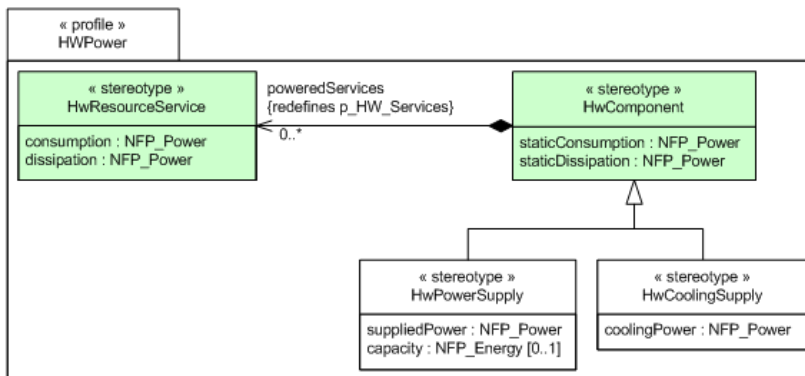 « profile »
HWPower
« stereotype »
HwResourceService
consumption : NFP_Power
dissipation : NFP_Power
poweredServices
{redefines p_HW_Services}
0..*
« stereotype »
HwComponent
staticConsumption : NFP_Power
staticDissipation : NFP_Power
« stereotype »
HwPowerSupply
suppliedPower : NFP_Power
capacity : NFP_Energy [0..1]
« stereotype »
HwCoolingSupply
coolingPower : NFP_Power